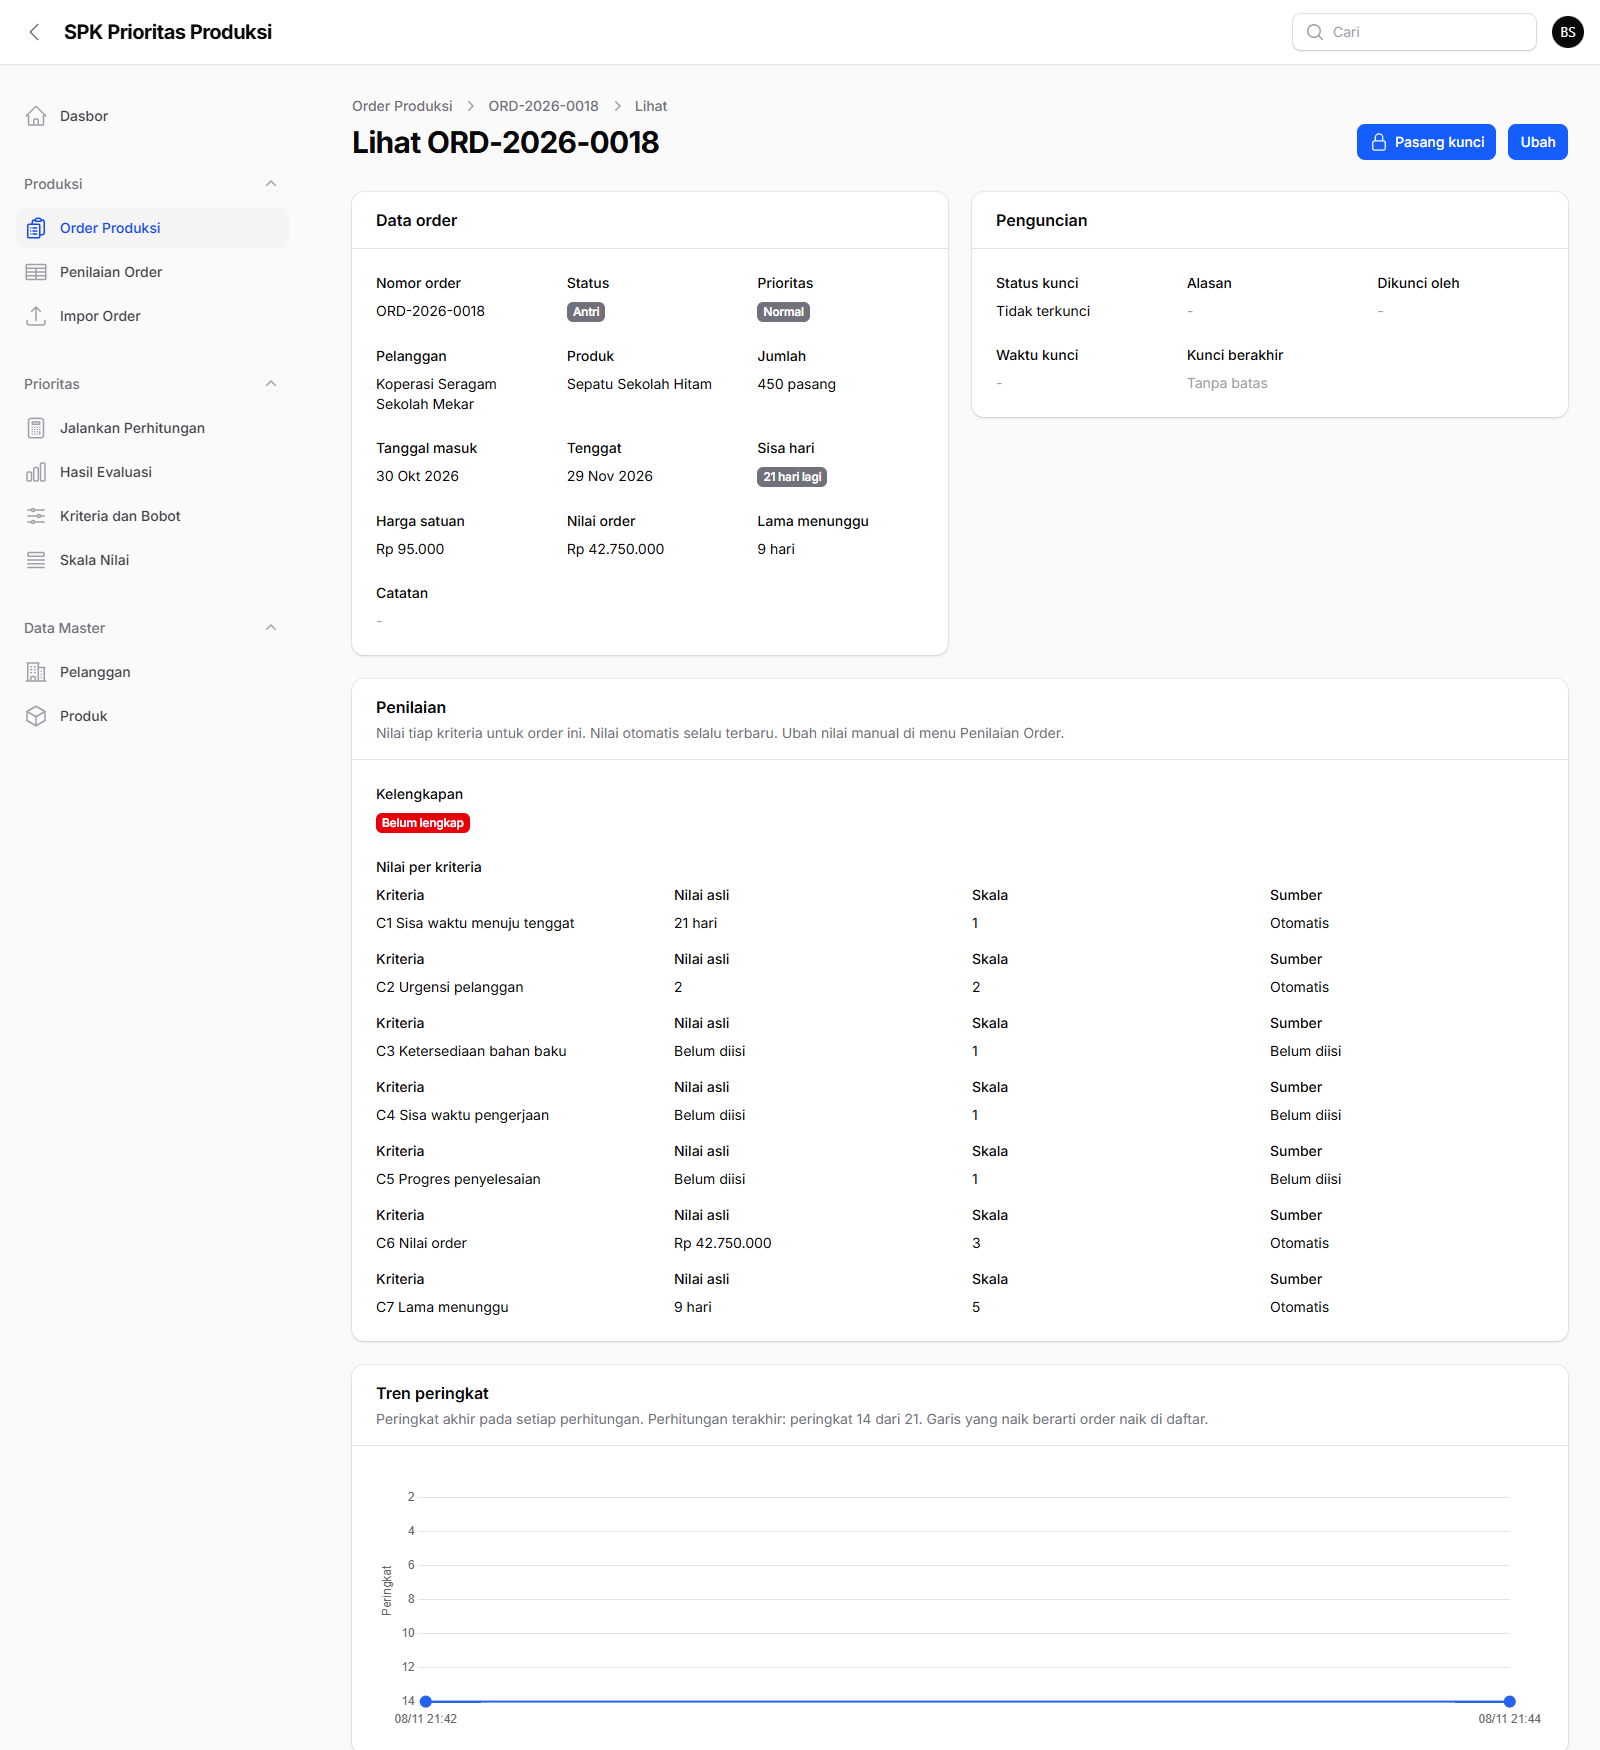 SPK Prioritas Produksi
Cari
BS
Dasbor
Produksi
Order Produksi
Penilaian Order
Impor Order
Prioritas
Jalankan Perhitungan
Hasil Evaluasi
Kriteria dan Bobot
Skala Nilai
Data Master
Pelanggan
Produk
Order Produksi > ORD-2026-0018 > Lihat
Lihat ORD-2026-0018
Pasang kunci
Ubah
Data order
Nomor order Status Prioritas
ORD-2026-0018 Antri Normal
Pelanggan Produk Jumlah
Koperasi Seragam Sepatu Sekolah Hitam 450 pasang
Sekolah Mekar
Tanggal masuk Tenggat Sisa hari
30 Okt 2026 29 Nov 2026 21 hari lagi
Harga satuan Nilai order Lama menunggu
Rp 95.000 Rp 42.750.000 9 hari
Catatan
-
Penguncian
Status kunci Alasan Dikunci oleh
Tidak terkunci - -
Waktu kunci Kunci berakhir
- Tanpa batas
Penilaian
Nilai tiap kriteria untuk order ini. Nilai otomatis selalu terbaru. Ubah nilai manual di menu Penilaian Order.
Kelengkapan
Belum lengkap
Nilai per kriteria
Kriteria Nilai asli Skala Sumber
C1 Sisa waktu menuju tenggat 21 hari 1 Otomatis
Kriteria Nilai asli Skala Sumber
C2 Urgensi pelanggan 2 2 Otomatis
Kriteria Nilai asli Skala Sumber
C3 Ketersediaan bahan baku Belum diisi 1 Belum diisi
Kriteria Nilai asli Skala Sumber
C4 Sisa waktu pengerjaan Belum diisi 1 Belum diisi
Kriteria Nilai asli Skala Sumber
C5 Progres penyelesaian Belum diisi 1 Belum diisi
Kriteria Nilai asli Skala Sumber
C6 Nilai order Rp 42.750.000 3 Otomatis
Kriteria Nilai asli Skala Sumber
C7 Lama menunggu 9 hari 5 Otomatis
Tren peringkat
Peringkat akhir pada setiap perhitungan. Perhitungan terakhir: peringkat 14 dari 21. Garis yang naik berarti order naik di daftar.
Peringkat
2
4
6
8
10
12
14
08/11 21:42 08/11 21:44